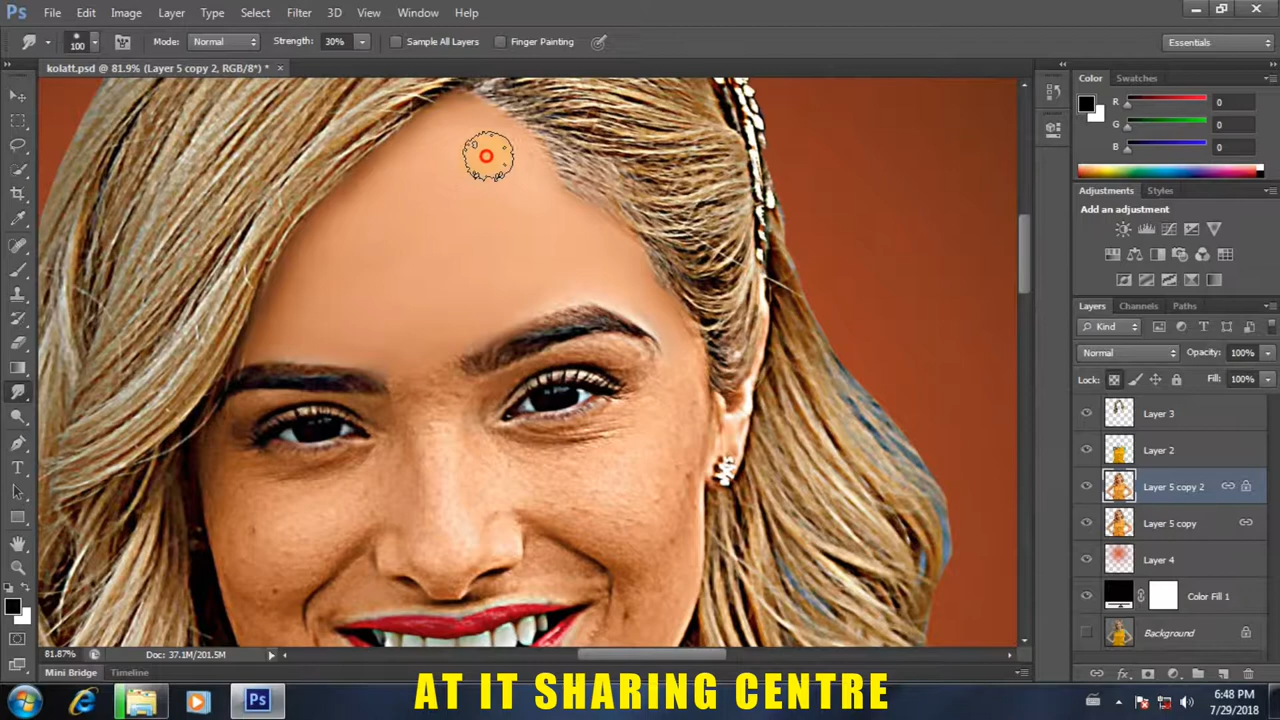 Ps File Edit Image Layer Type Select Filter 3D View Window Help
100 Mode: Normal Strength: 30% Sample All Layers Finger Painting Essentials
kolatt.psd @ 81.9% (Layer 5 copy 2, RGB/8*) * ×
Color Swatches
R 0
G 0
B 0
Adjustments Styles
Add an adjustment
Layers Channels Paths
Kind
Normal Opacity: 100%
Lock: Fill: 100%
Layer 3
Layer 2
Layer 5 copy 2
Layer 5 copy
Layer 4
Color Fill 1
Background
81.87% Doc: 37.1M/201.5M
Mini Bridge Timeline
AT IT SHARING CENTRE
Ps
6:48 PM
7/29/2018